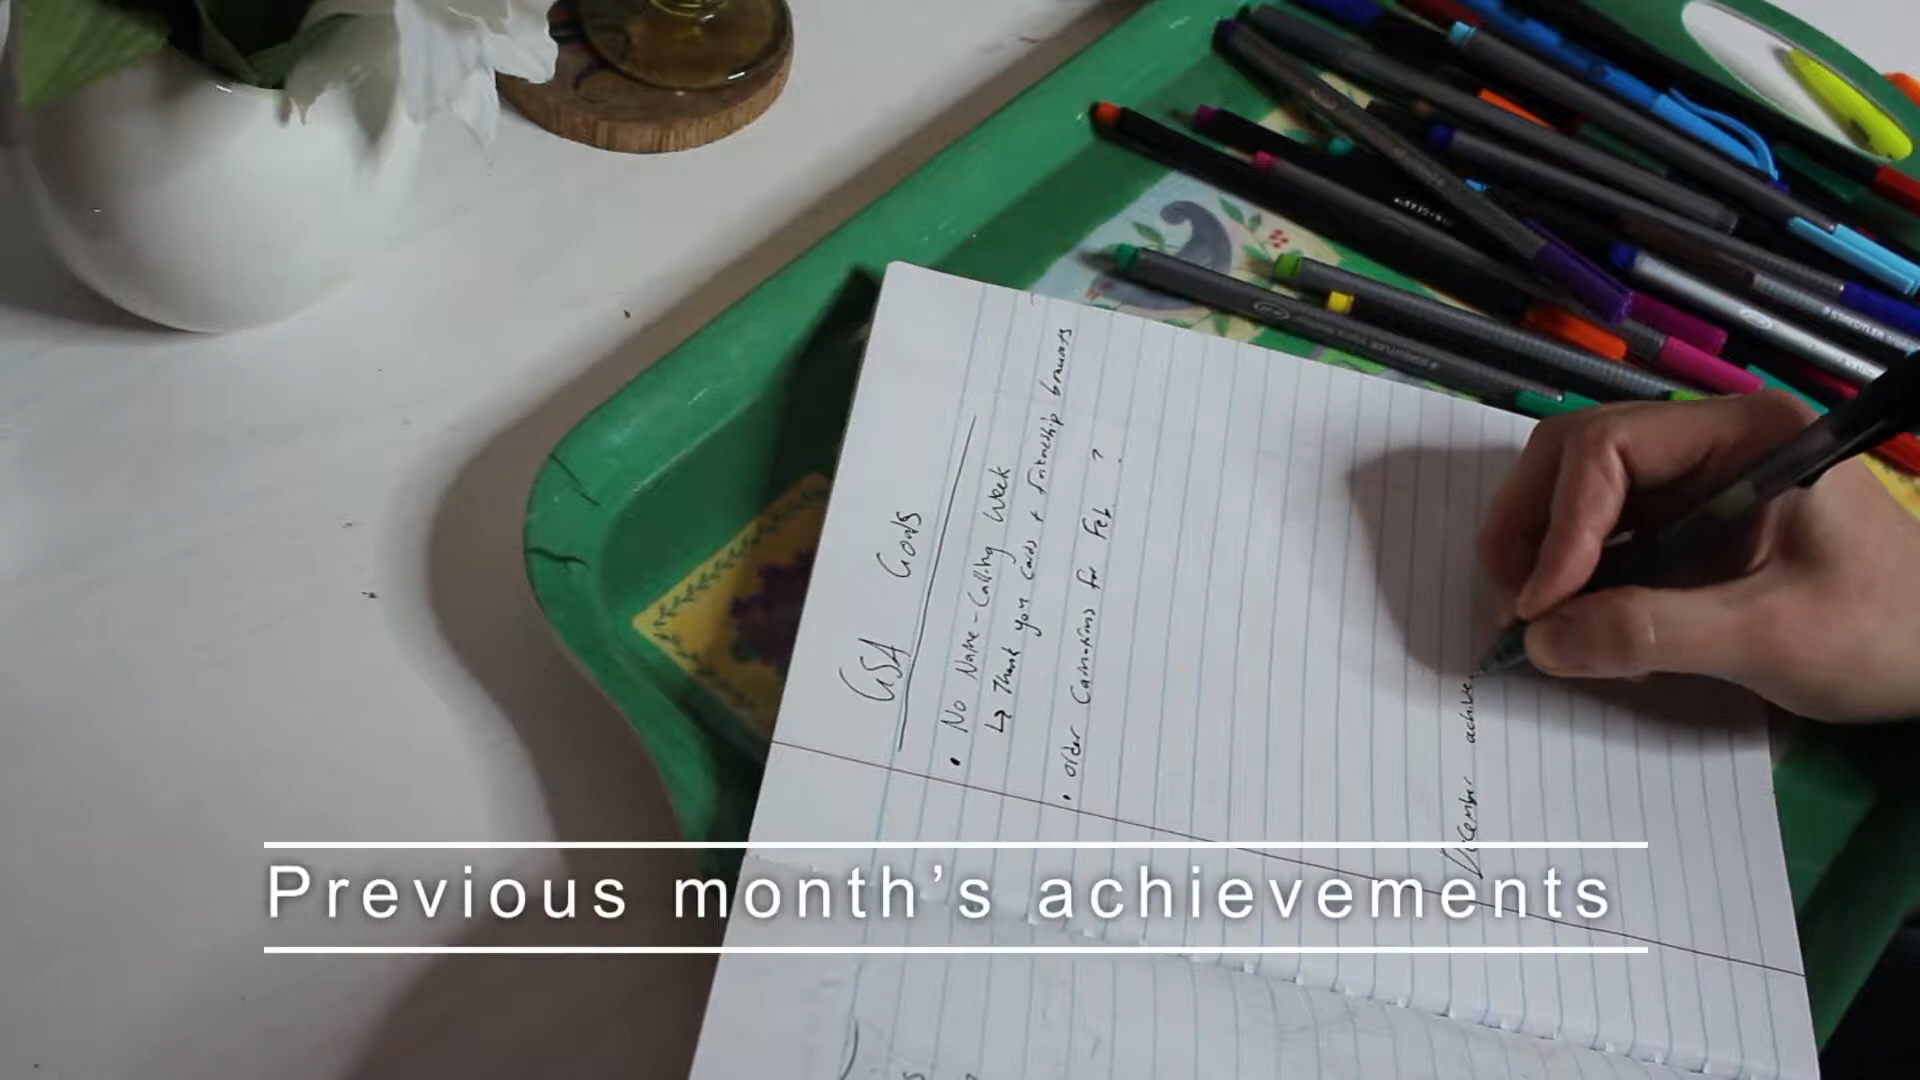 GSA Goals
• No Name-Calling Week
↳ Thank you cards + friendship bracelets
• order Carnations for Feb ?
December achieve
Previous month's achievements